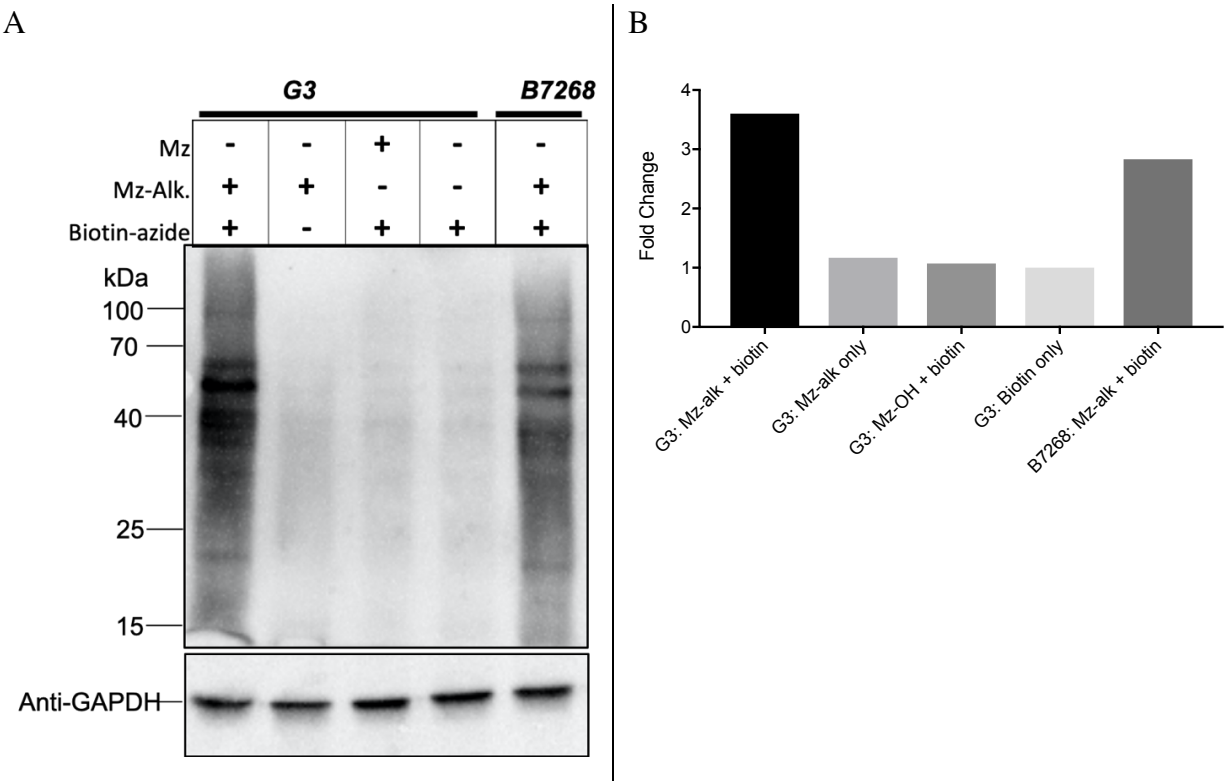 A
G3 B7268
Mz - - + - -
Mz-Alk. + + - - +
Biotin-azide + - + + +
kDa
100
70
40
25
15
Anti-GAPDH
B
Fold Change
4
3
2
1
0
G3: Mz-alk + biotin
G3: Mz-alk only
G3: Mz-OH + biotin
G3: Biotin only
B7268: Mz-alk + biotin